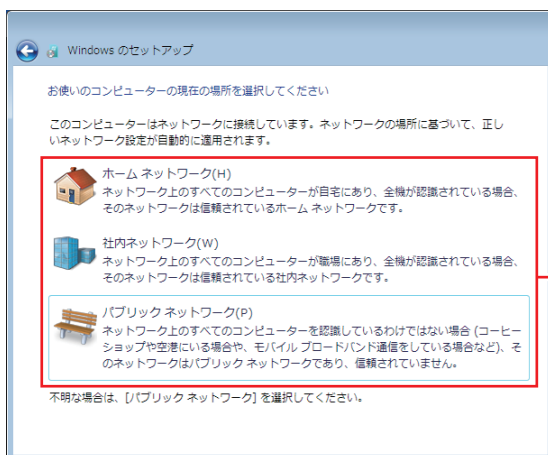 Windows のセットアップ
お使いのコンピューターの現在の場所を選択してください
このコンピューターはネットワークに接続しています。ネットワークの場所に基づいて、正し
いネットワーク設定が自動的に適用されます。
ホーム ネットワーク(H)
ネットワーク上のすべてのコンピューターが自宅にあり、全機が認識されている場合、
そのネットワークは信頼されているホーム ネットワークです。
社内ネットワーク(W)
ネットワーク上のすべてのコンピューターが職場にあり、全機が認識されている場合、
そのネットワークは信頼されている社内ネットワークです。
パブリック ネットワーク(P)
ネットワーク上のすべてのコンピューターを認識しているわけではない場合 (コーヒー
ショップや空港にいる場合や、モバイル ブロードバンド通信をしている場合など)、そ
のネットワークはパブリック ネットワークであり、信頼されていません。
不明な場合は、[パブリック ネットワーク] を選択してください。